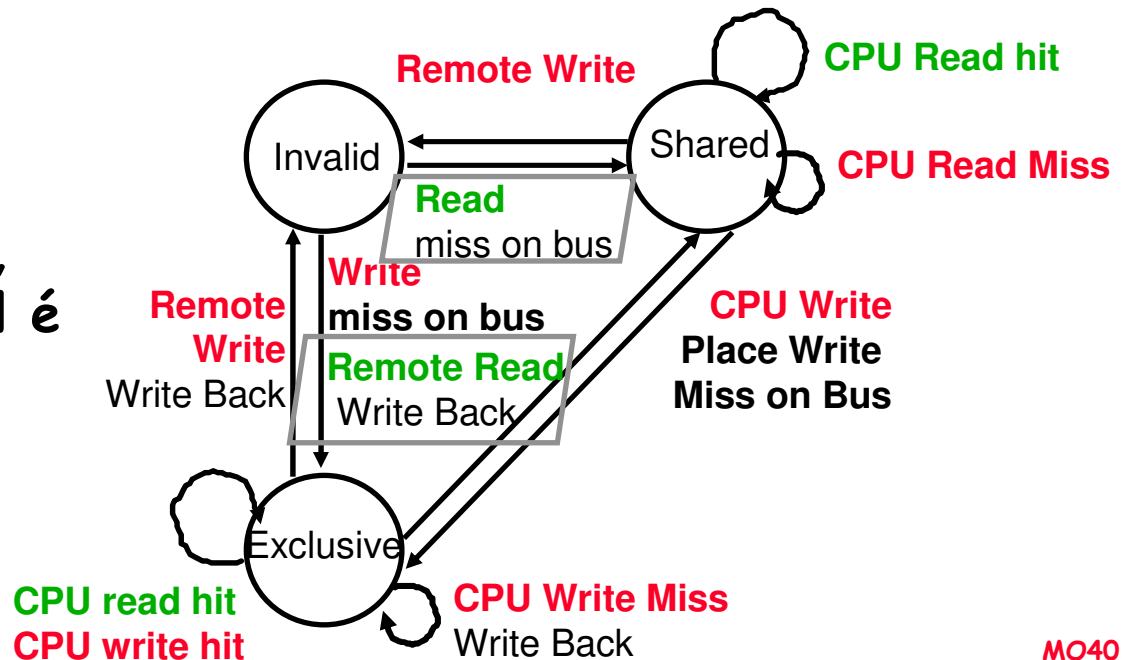 Remote Write
CPU Read hit
Invalid
Shared
CPU Read Miss
Read
miss on bus
é
Remote
Write
Write Back
Write
miss on bus
Remote Read
Write Back
CPU Write
Place Write
Miss on Bus
Exclusive
CPU read hit
CPU write hit
CPU Write Miss
Write Back
MO40